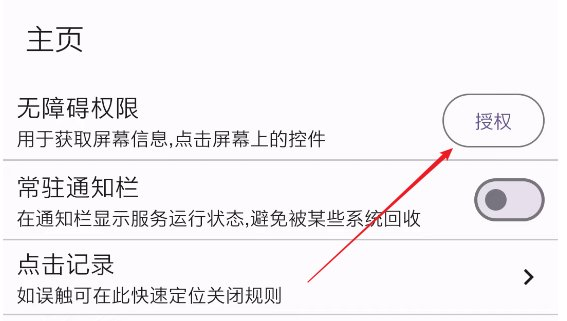 主页
无障碍权限
授权
用于获取屏幕信息,点击屏幕上的控件
常驻通知栏
在通知栏显示服务运行状态,避免被某些系统回收
点击记录
如误触可在此快速定位关闭规则